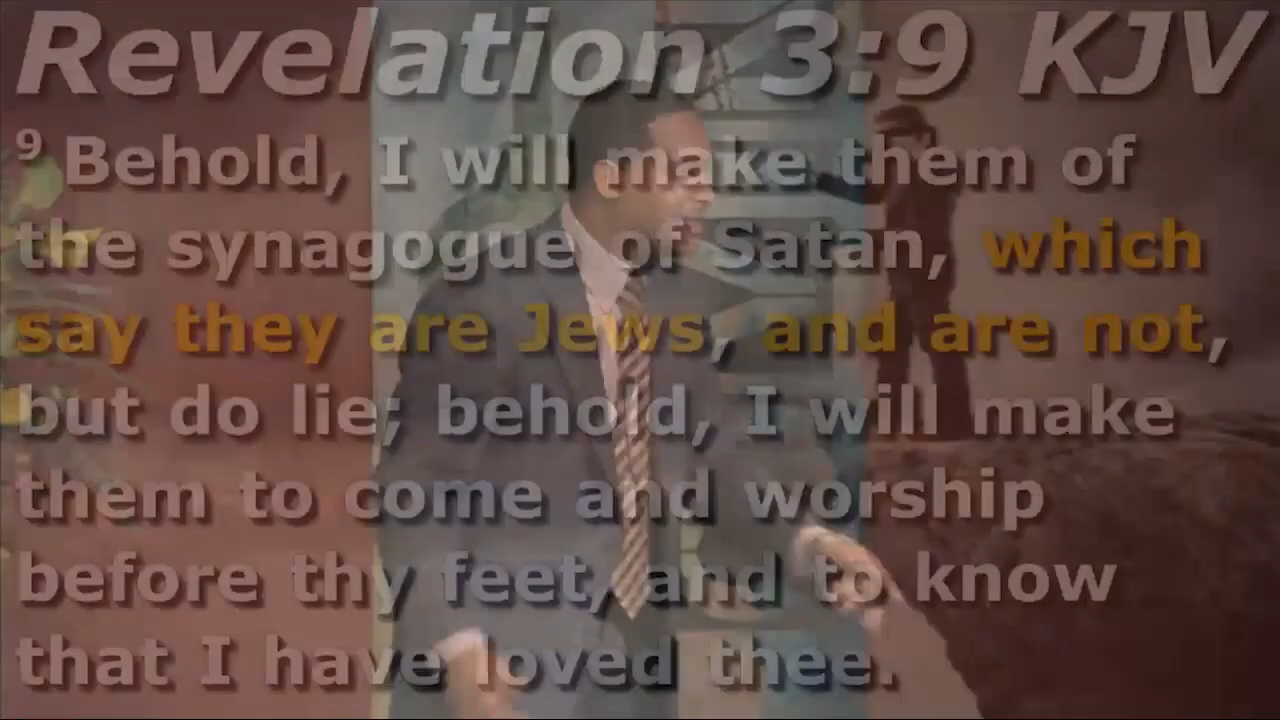 Revelation 3:9 KJV
9 Behold, I will make them of
the synagogue of Satan, which
say they are Jews, and are not,
but do lie; behold, I will make
them to come and worship
before thy feet, and to know
that I have loved thee.